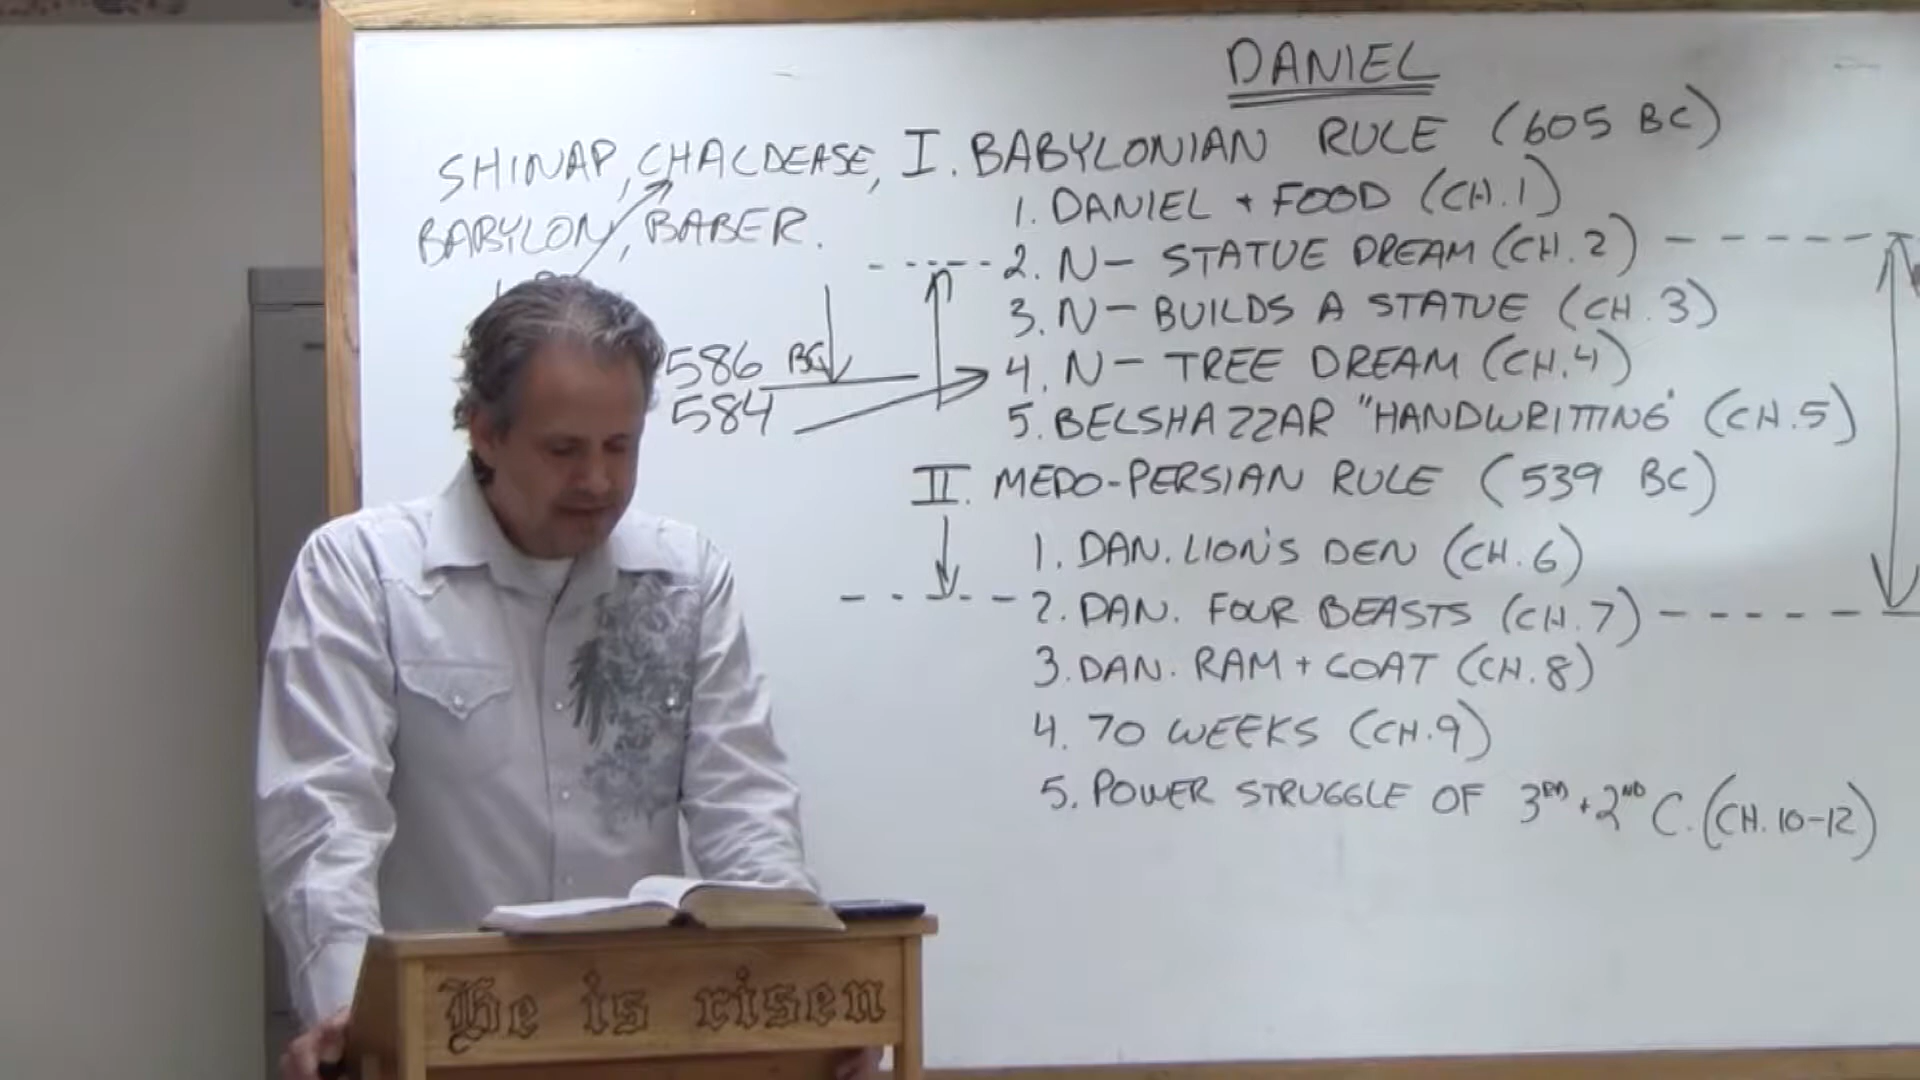 DANIEL
SHINAP, CHALDEASE,
BABYLON, BABER.
586 BC
584
I. BABYLONIAN RULE (605 BC)
1. DANIEL + FOOD (CH. 1)
2. N- STATUE DREAM (CH. 2)
3. N- BUILDS A STATUE (CH. 3)
4. N- TREE DREAM (CH. 4)
5. BELSHAZZAR "HANDWRITTING" (CH. 5)
II. MEDO-PERSIAN RULE (539 BC)
1. DAN. LION'S DEN (CH. 6)
2. DAN. FOUR BEASTS (CH. 7)
3. DAN. RAM + GOAT (CH. 8)
4. 70 WEEKS (CH. 9)
5. POWER STRUGGLE OF 3RD + 2ND C. (CH. 10-12)
He is risen